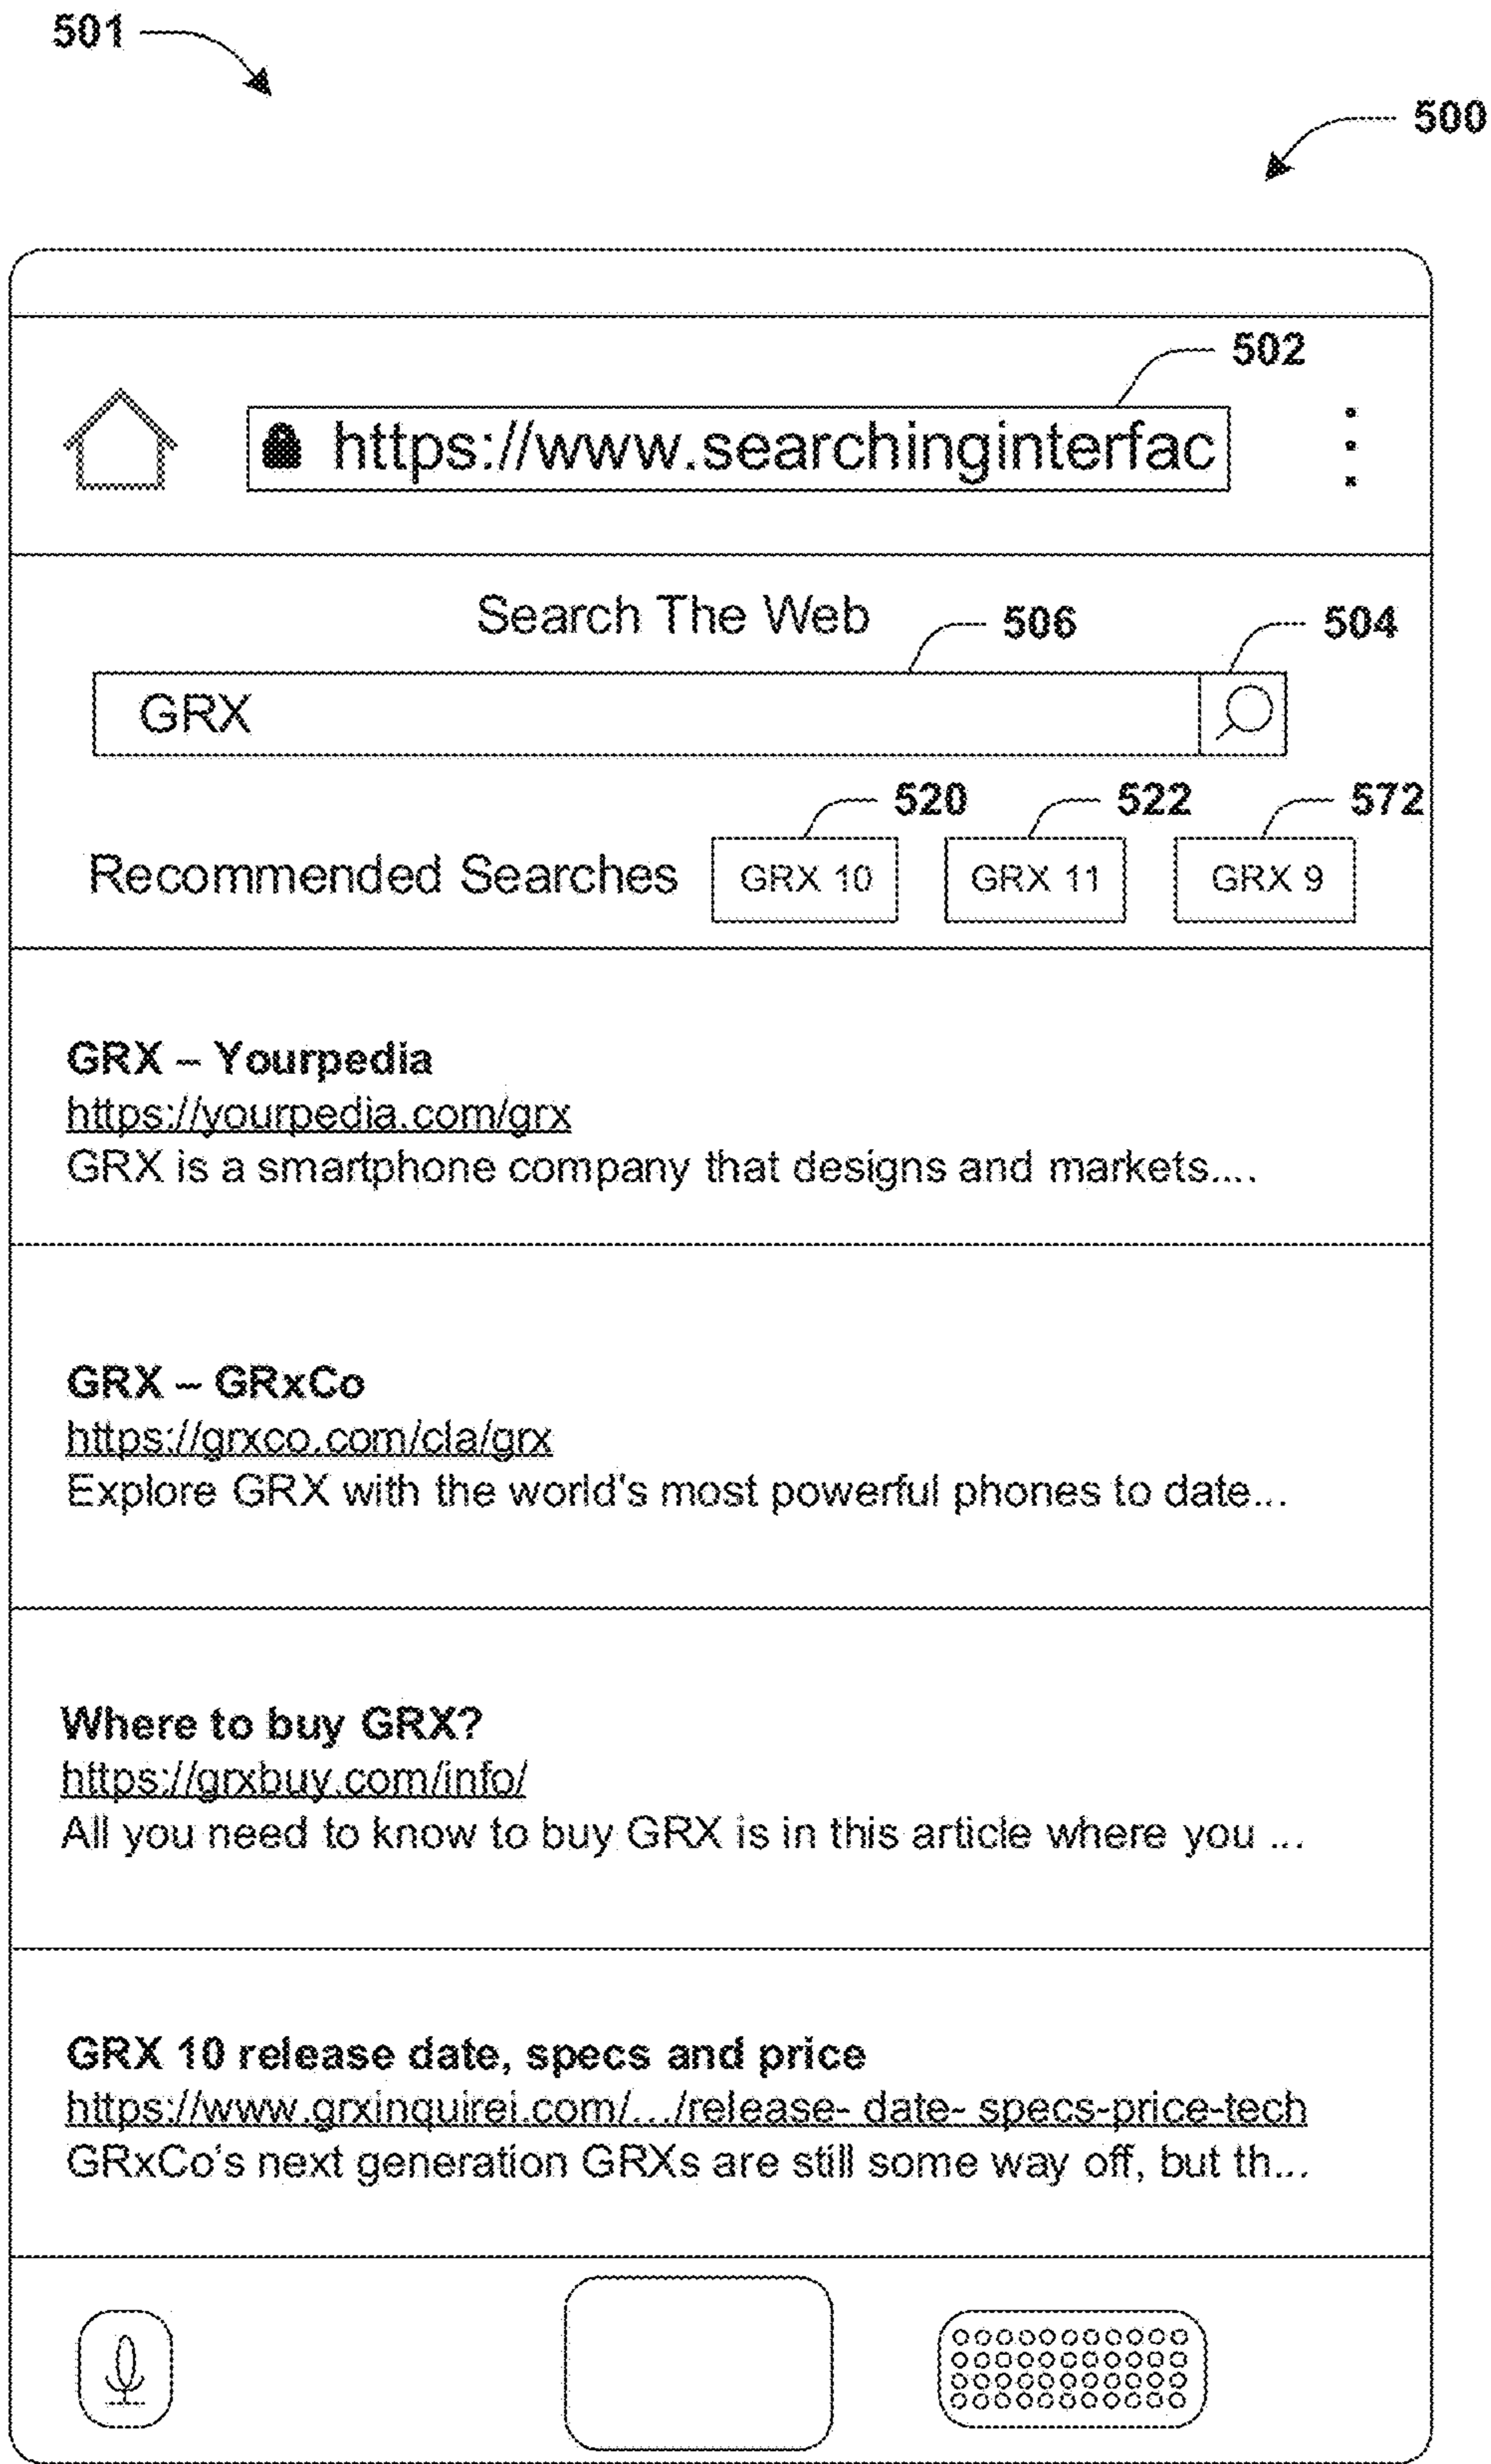 501
500
502
https://www.searchinginterfac
Search The Web
506
504
GRX
520
522
572
Recommended Searches
GRX 10
GRX 11
GRX 9
GRX – Yourpedia
https://yourpedia.com/grx
GRX is a smartphone company that designs and markets....
GRX – GRxCo
https://grxco.com/cla/grx
Explore GRX with the world's most powerful phones to date...
Where to buy GRX?
https://grxbuy.com/info/
All you need to know to buy GRX is in this article where you ...
GRX 10 release date, specs and price
https://www.grxinquirei.com/.../release- date- specs-price-tech
GRxCo's next generation GRXs are still some way off, but th...